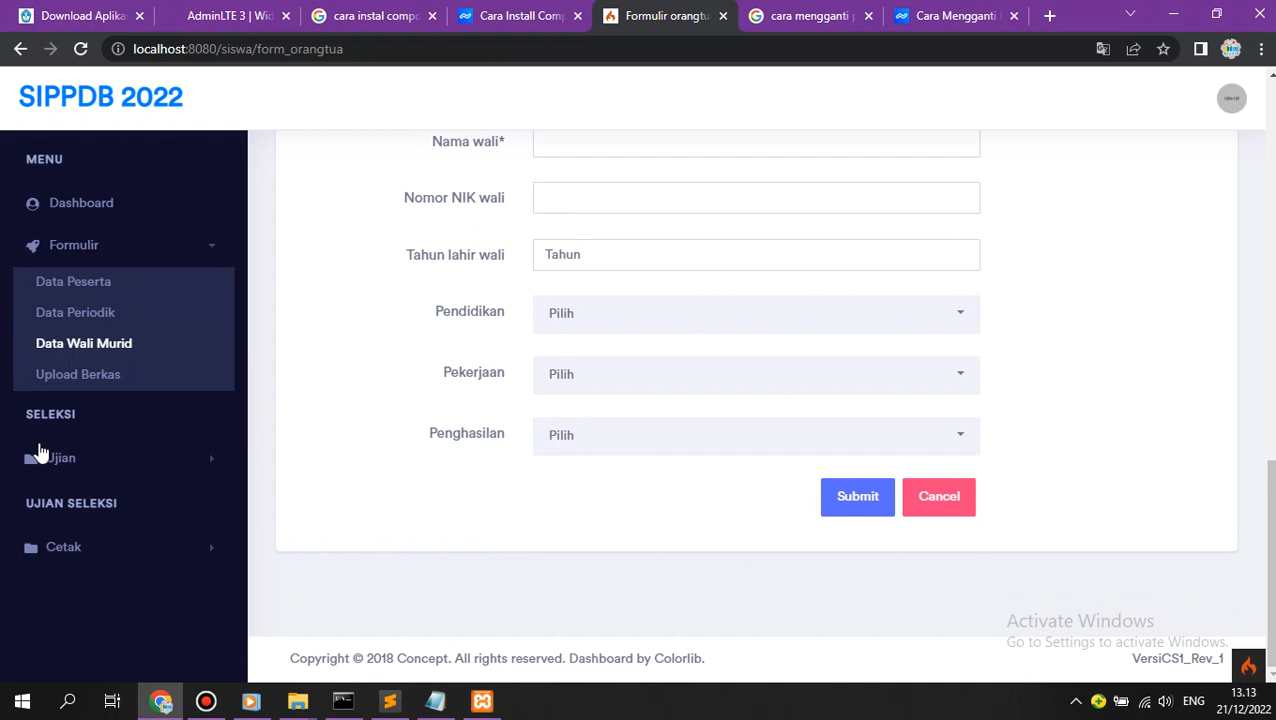 Download Aplika
AdminLTE 3 | Wid
cara instal compo
Cara Install Comp
Formulir orangtua
cara mengganti p
Cara Mengganti
localhost:8080/siswa/form_orangtua
SIPPDB 2022
MENU
Dashboard
Formulir
Data Peserta
Data Periodik
Data Wali Murid
Upload Berkas
SELEKSI
Ujian
UJIAN SELEKSI
Cetak
Nama wali*
Nomor NIK wali
Tahun lahir wali
Tahun
Pendidikan
Pilih
Pekerjaan
Pilih
Penghasilan
Pilih
Submit
Cancel
Activate Windows
Go to Settings to activate Windows.
Copyright © 2018 Concept. All rights reserved. Dashboard by Colorlib.
VersiCS1_Rev_1
ENG
13.13
21/12/2022